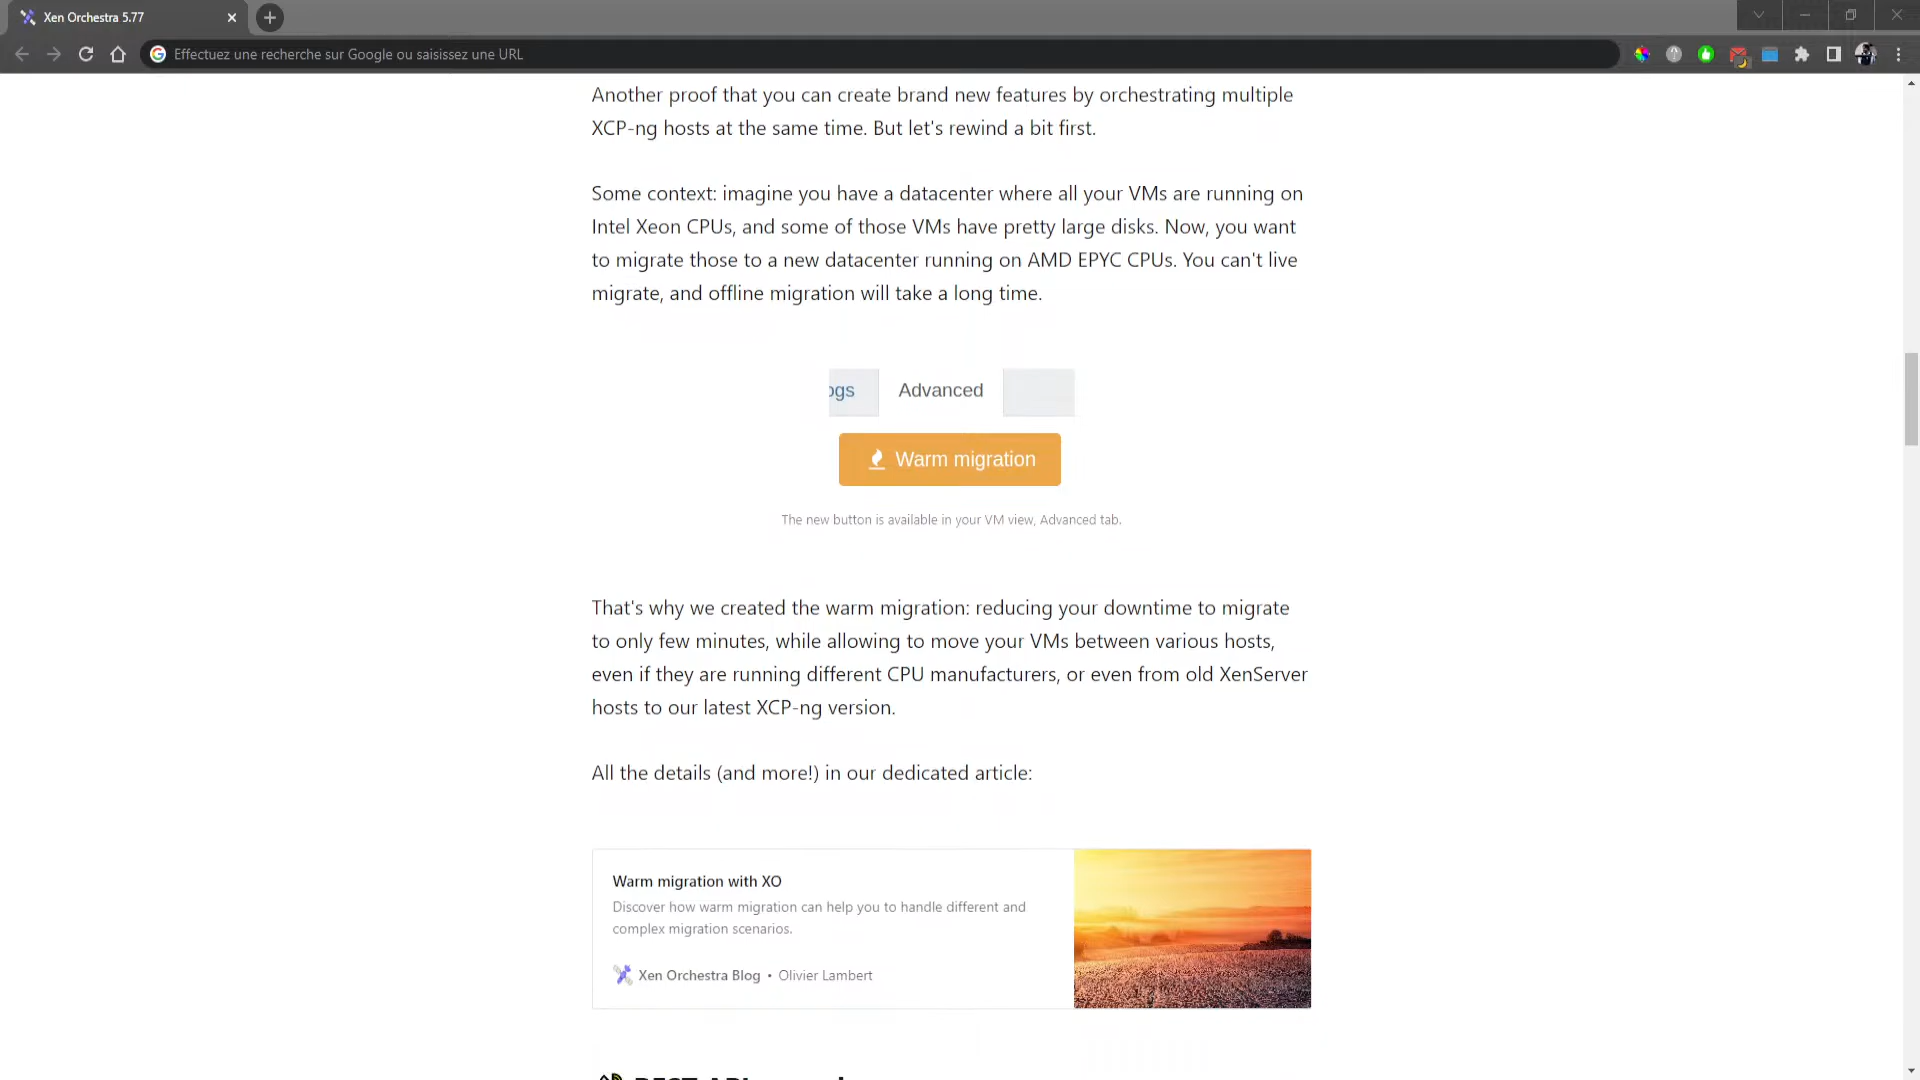 Xen Orchestra 5.77
Effectuez une recherche sur Google ou saisissez une URL
Another proof that you can create brand new features by orchestrating multiple
XCP-ng hosts at the same time. But let's rewind a bit first.
Some context: imagine you have a datacenter where all your VMs are running on
Intel Xeon CPUs, and some of those VMs have pretty large disks. Now, you want
to migrate those to a new datacenter running on AMD EPYC CPUs. You can't live
migrate, and offline migration will take a long time.
ogs Advanced
Warm migration
The new button is available in your VM view, Advanced tab.
That's why we created the warm migration: reducing your downtime to migrate
to only few minutes, while allowing to move your VMs between various hosts,
even if they are running different CPU manufacturers, or even from old XenServer
hosts to our latest XCP-ng version.
All the details (and more!) in our dedicated article:
Warm migration with XO
Discover how warm migration can help you to handle different and
complex migration scenarios.
Xen Orchestra Blog • Olivier Lambert
REST API